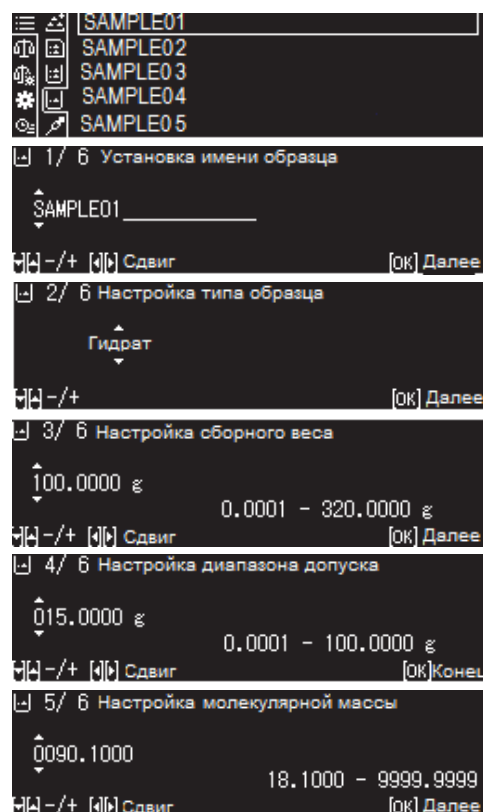 SAMPLE01
SAMPLE02
SAMPLE03
SAMPLE04
SAMPLE05
1/ 6 Установка имени образца
SAMPLE01____________
-/+ Сдвиг [OK] Далее
2/ 6 Настройка типа образца
Гидрат
-/+ [OK] Далее
3/ 6 Настройка сборного веса
100.0000 g
0.0001 - 320.0000 g
-/+ Сдвиг [OK] Далее
4/ 6 Настройка диапазона допуска
015.0000 g
0.0001 - 100.0000 g
-/+ Сдвиг [OK]Конец
5/ 6 Настройка молекулярной массы
0090.1000
18.1000 - 9999.9999
-/+ Сдвиг [OK] Далее